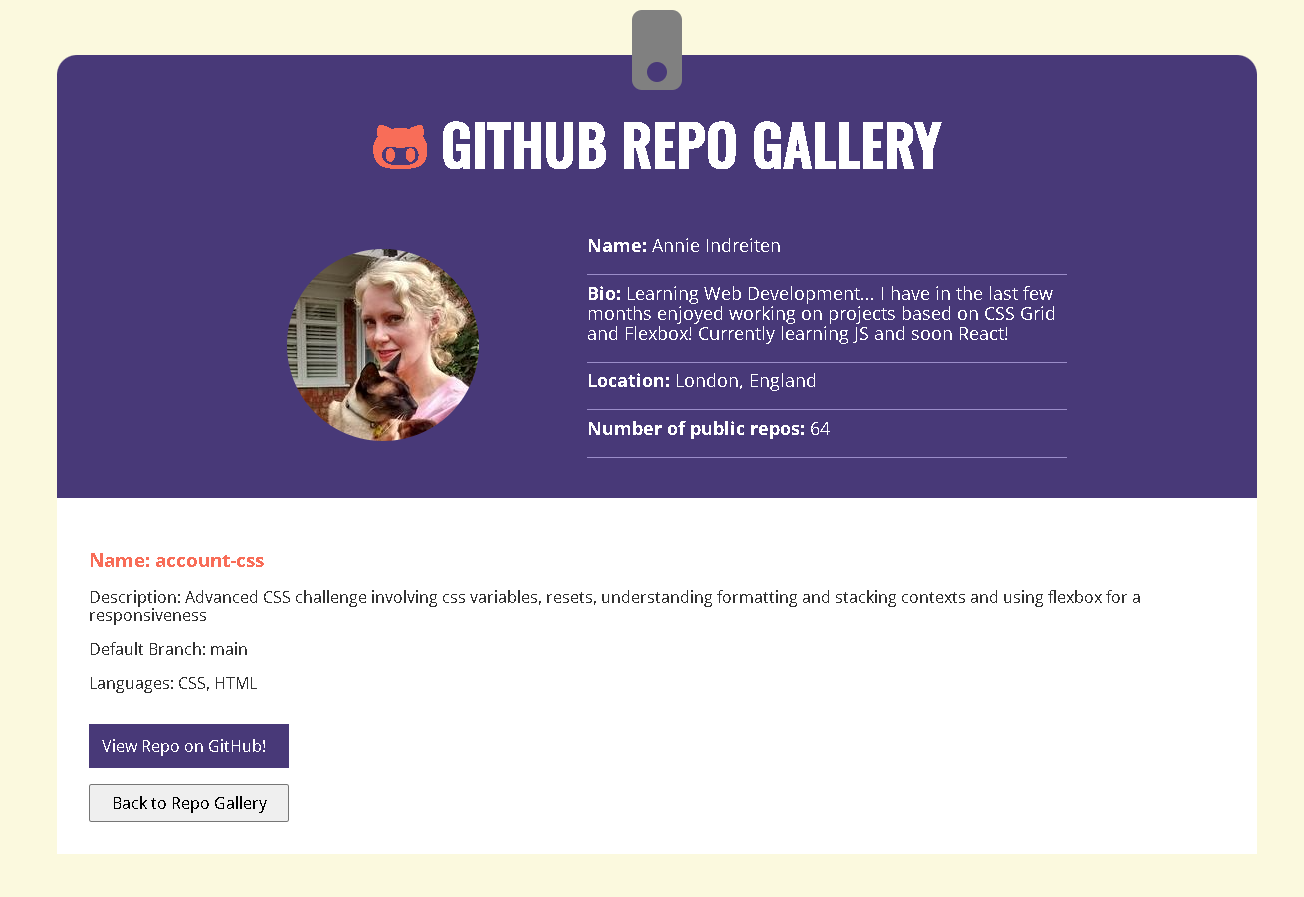 GITHUB REPO GALLERY
Name: Annie Indreiten
Bio: Learning Web Development... I have in the last few
months enjoyed working on projects based on CSS Grid
and Flexbox! Currently learning JS and soon React!
Location: London, England
Number of public repos: 64
Name: account-css
Description: Advanced CSS challenge involving css variables, resets, understanding formatting and stacking contexts and using flexbox for a
responsiveness
Default Branch: main
Languages: CSS, HTML
View Repo on GitHub!
Back to Repo Gallery